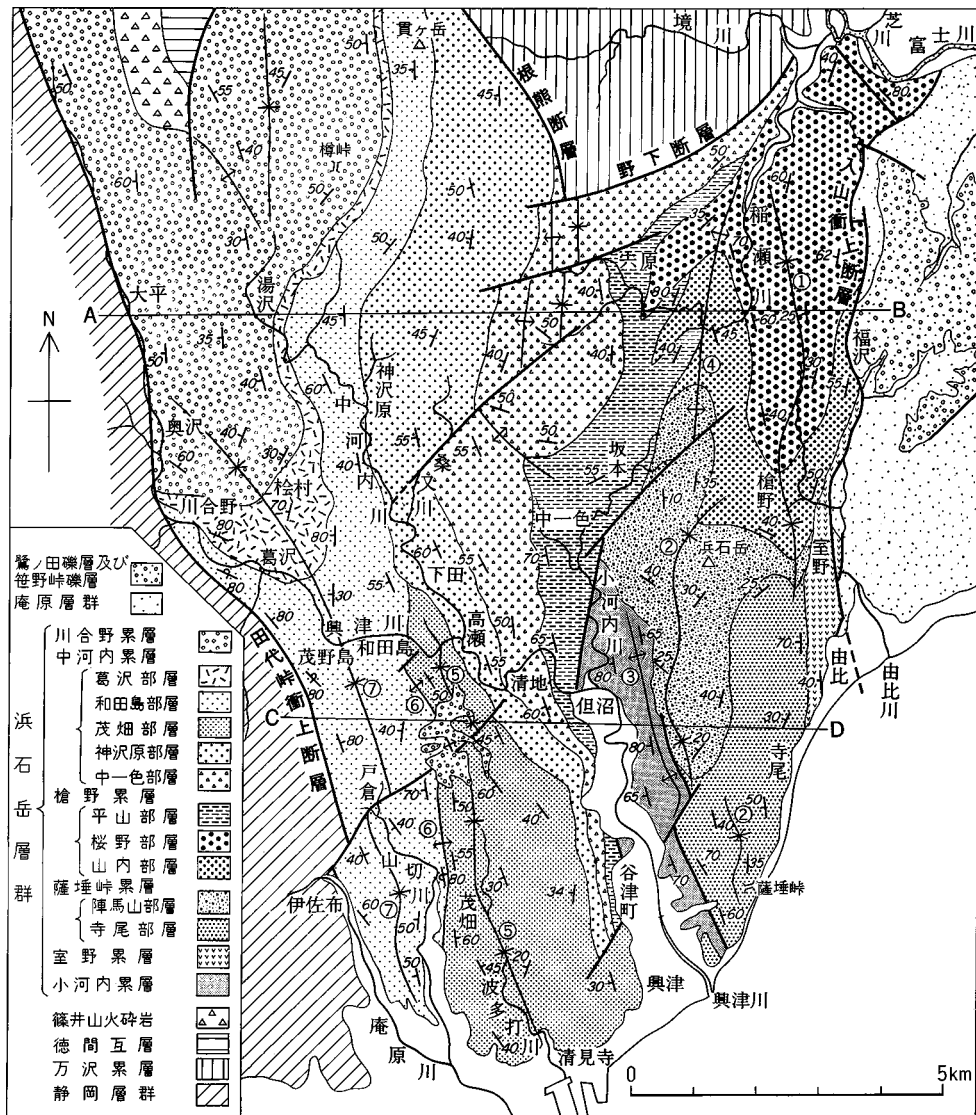 貫ヶ岳
境川
芝川
富士川
根熊断層
野下断層
入山衝上断層
樽峠
稲瀬川
湯沢
大平
A
B
N
神沢原
中河内川
福沢
奥沢
桧村
川合野
葛沢
桑又川
坂本
中一色
槍野
浜石岳
室野
下田
小河内川
高瀬
興津川
和田島
茂野島
清地
但沼
由比
由比川
田代峠衝上断層
C
D
寺尾
戸倉
山切川
伊佐布
茂畑
谷津町
薩埵峠
波多打川
興津
興津川
庵原川
清見寺
① ② ③ ④ ⑤ ⑥ ⑦
鷺ノ田礫層及び
笹野峠礫層
庵原層群
浜石岳層群
川合野累層
中河内累層
葛沢部層
和田島部層
茂畑部層
神沢原部層
中一色部層
槍野累層
平山部層
桜野部層
山内部層
薩埵峠累層
陣馬山部層
寺尾部層
室野累層
小河内累層
篠井山火砕岩
徳間互層
万沢累層
静岡層群
0 5km